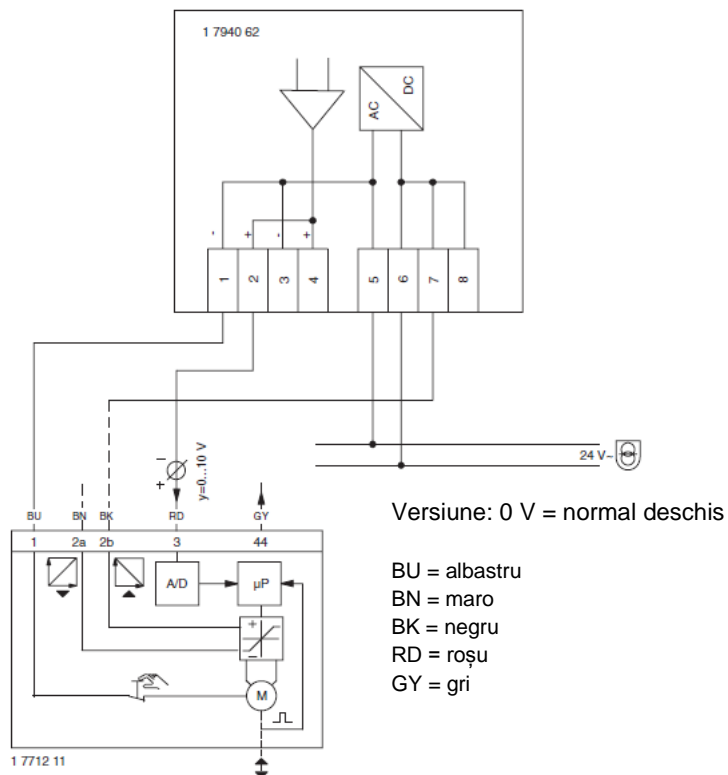 1 7940 62
AC
DC
- + - +
1 2 3 4 5 6 7 8
24 V~
y=0...10 V
− +
BU BN BK RD GY
1 2a 2b 3 44
A/D µP
+
−
M
1 7712 11
Versiune: 0 V = normal deschis
BU = albastru
BN = maro
BK = negru
RD = roșu
GY = gri